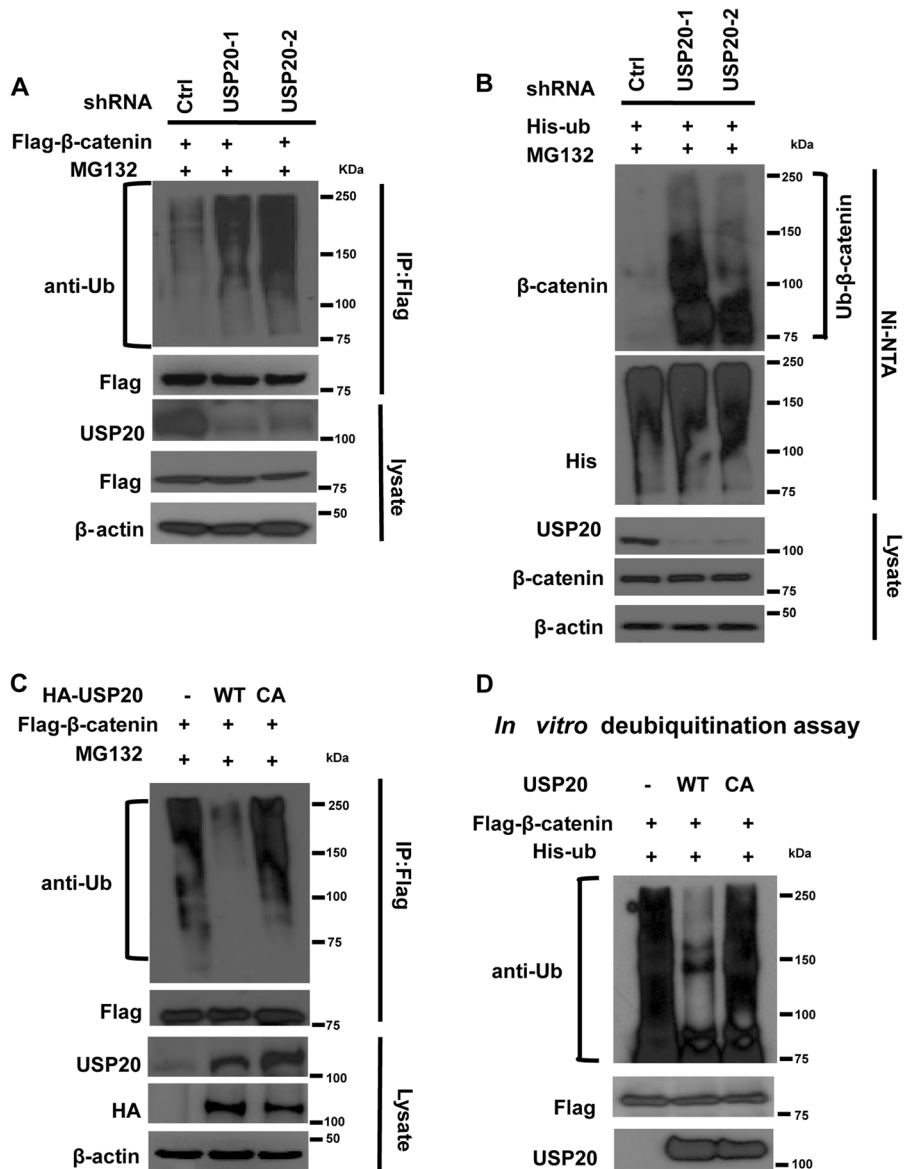 A
shRNA
Ctrl
USP20-1
USP20-2
Flag-β-catenin + + +
MG132 + + +
KDa
anti-Ub
250
150
100
75
Flag
75
IP:Flag
USP20
100
Flag
75
β-actin
50
lysate
B
shRNA
Ctrl
USP20-1
USP20-2
His-ub + + +
MG132 + + +
kDa
β-catenin
250
150
100
75
Ub-β-catenin
His
250
150
100
75
Ni-NTA
USP20
100
β-catenin
75
β-actin
50
Lysate
C
HA-USP20 - WT CA
Flag-β-catenin + + +
MG132 + + +
kDa
anti-Ub
250
150
100
75
Flag
75
IP:Flag
USP20
100
HA
100
β-actin
50
Lysate
D
In vitro deubiquitination assay
USP20 - WT CA
Flag-β-catenin + + +
His-ub + + +
kDa
anti-Ub
250
150
100
75
Flag
75
USP20
100